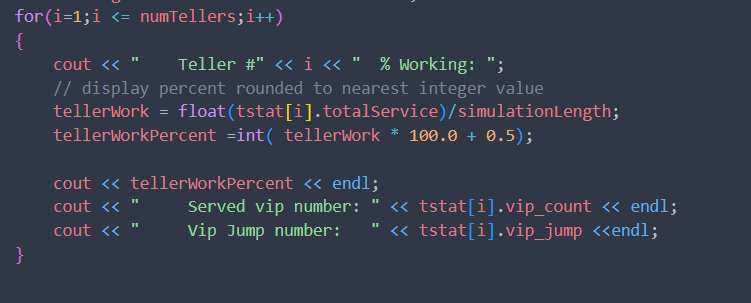 for(i=1;i <= numTellers;i++)
{
    cout << "    Teller #" << i << "  % Working: ";
    // display percent rounded to nearest integer value
    tellerWork = float(tstat[i].totalService)/simulationLength;
    tellerWorkPercent =int( tellerWork * 100.0 + 0.5);

    cout << tellerWorkPercent << endl;
    cout << "     Served vip number: " << tstat[i].vip_count << endl;
    cout << "     Vip Jump number:   " << tstat[i].vip_jump <<endl;
}